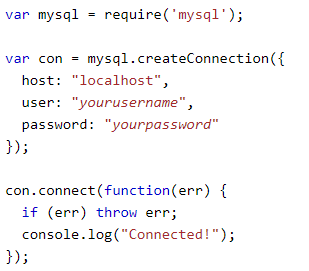 var mysql = require('mysql');

var con = mysql.createConnection({
  host: "localhost",
  user: "yourusername",
  password: "yourpassword"
});

con.connect(function(err) {
  if (err) throw err;
  console.log("Connected!");
});